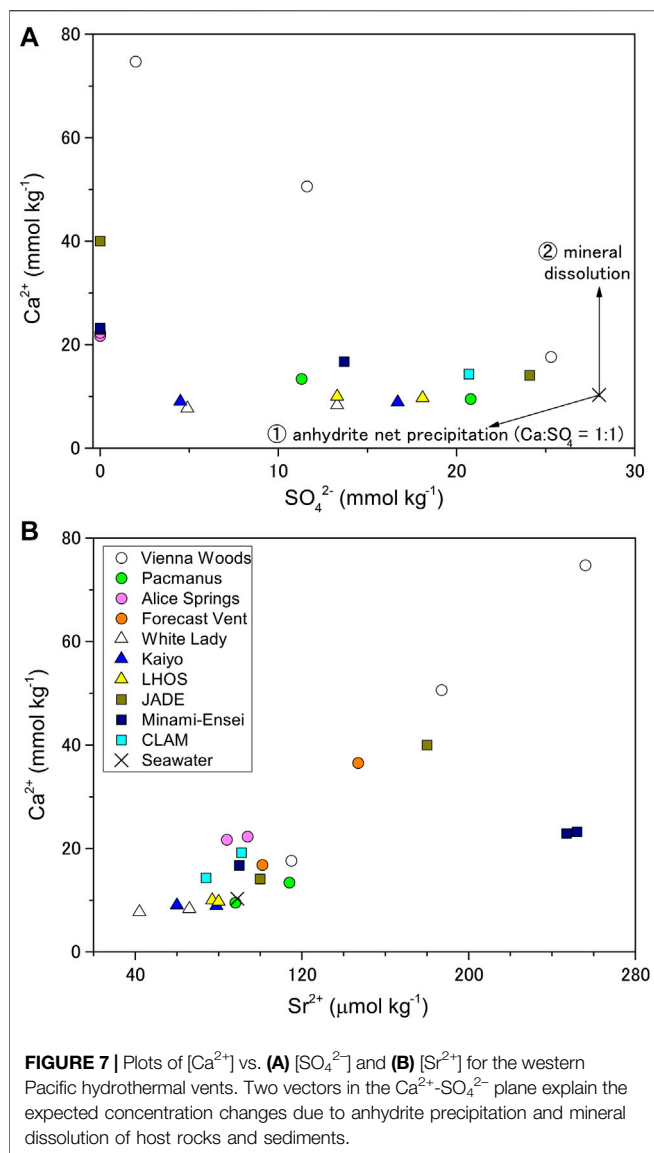 A
80
60
40
20
0
Ca²⁺ (mmol kg⁻¹)
② mineral
dissolution
① anhydrite net precipitation (Ca:SO₄ = 1:1)
0
10
20
30
SO₄²⁻ (mmol kg⁻¹)
B
80
60
40
20
0
Ca²⁺ (mmol kg⁻¹)
Vienna Woods
Pacmanus
Alice Springs
Forecast Vent
White Lady
Kaiyo
LHOS
JADE
Minami-Ensei
CLAM
Seawater
40
120
200
280
Sr²⁺ (μmol kg⁻¹)
FIGURE 7 | Plots of [Ca²⁺] vs. (A) [SO₄²⁻] and (B) [Sr²⁺] for the western
Pacific hydrothermal vents. Two vectors in the Ca²⁺-SO₄²⁻ plane explain the
expected concentration changes due to anhydrite precipitation and mineral
dissolution of host rocks and sediments.